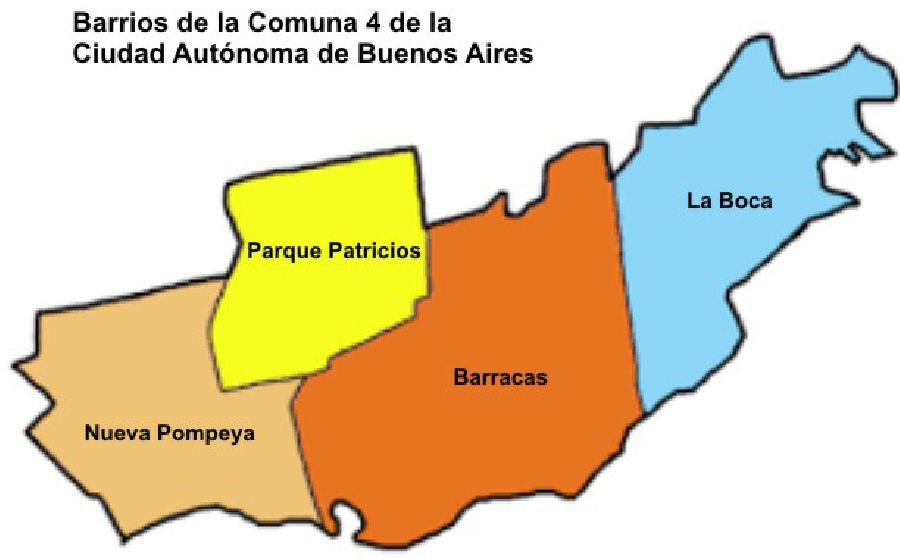 Barrios de la Comuna 4 de la
Ciudad Autónoma de Buenos Aires
La Boca
Parque Patricios
Barracas
Nueva Pompeya